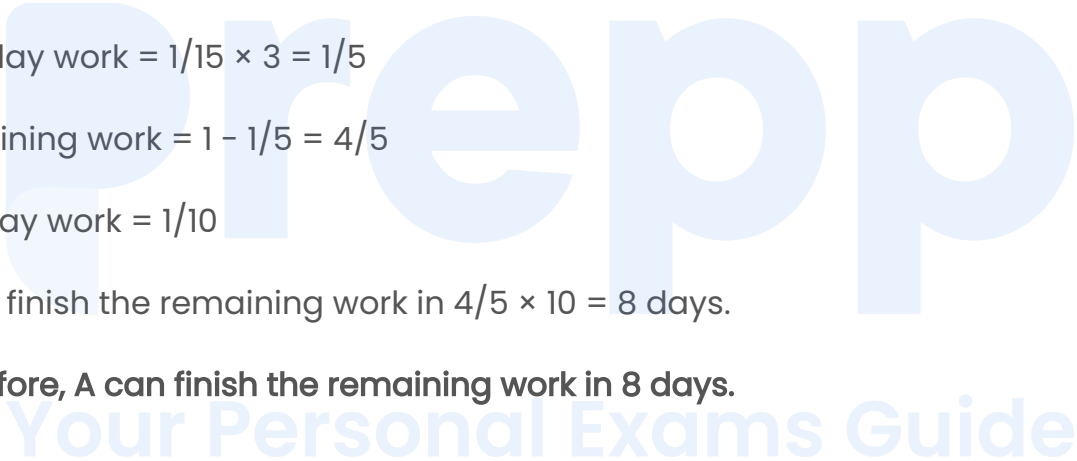 lay work = 1/15 × 3 = 1/5
ining work = 1 - 1/5 = 4/5
ay work = 1/10
finish the remaining work in 4/5 × 10 = 8 days.
fore, A can finish the remaining work in 8 days.
Prepp
Your Personal Exams Guide